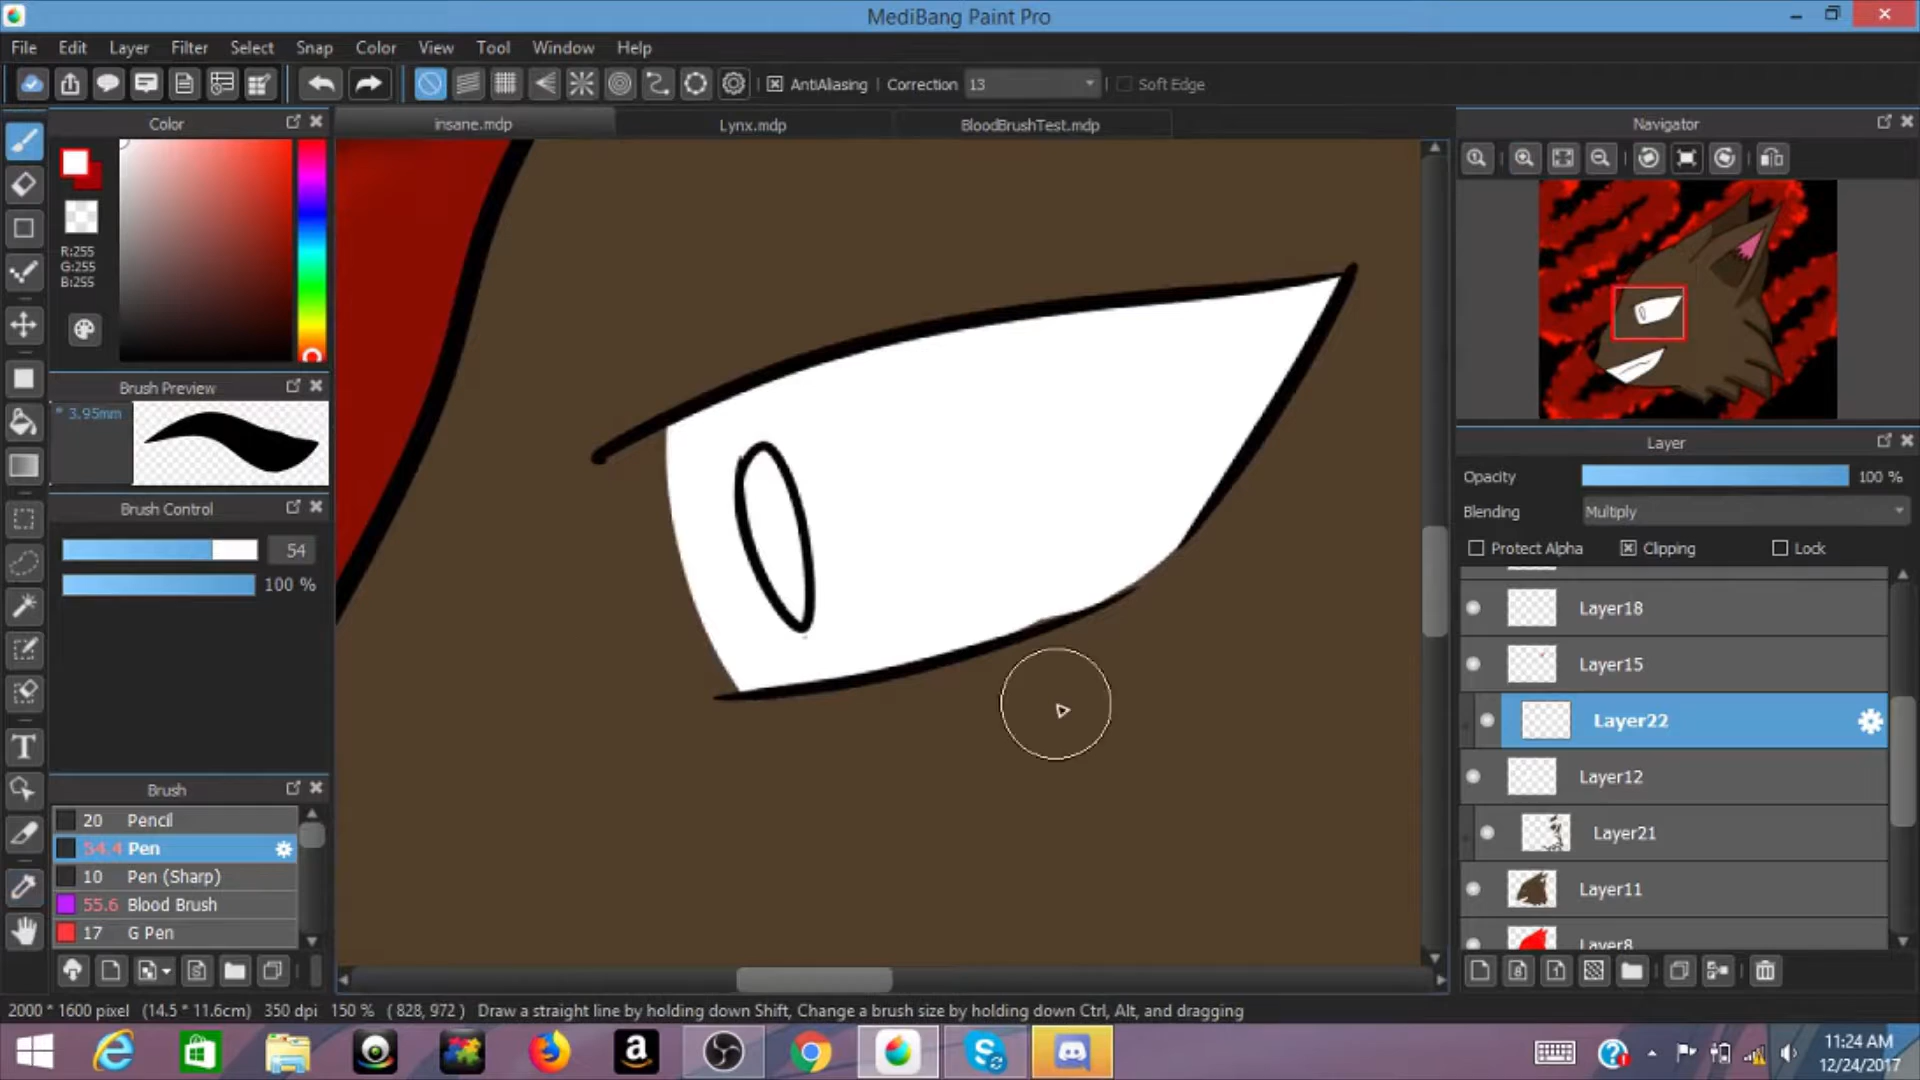 MediBang Paint Pro
File Edit Layer Filter Select Snap Color View Tool Window Help
AntiAliasing Correction 13 Soft Edge
Color
insane.mdp Lynx.mdp BloodBrushTest.mdp
Navigator
R:255
G:255
B:255
Brush Preview
* 3.95mm
Brush Control
54
100 %
Brush
20 Pencil
54.4 Pen
10 Pen (Sharp)
55.6 Blood Brush
17 G Pen
Layer
Opacity 100 %
Blending Multiply
Protect Alpha Clipping Lock
Layer18
Layer15
Layer22
Layer12
Layer21
Layer11
Layer8
2000 * 1600 pixel (14.5 * 11.6cm) 350 dpi 150 % ( 828, 972 ) Draw a straight line by holding down Shift, Change a brush size by holding down Ctrl, Alt, and dragging
11:24 AM
12/24/2017